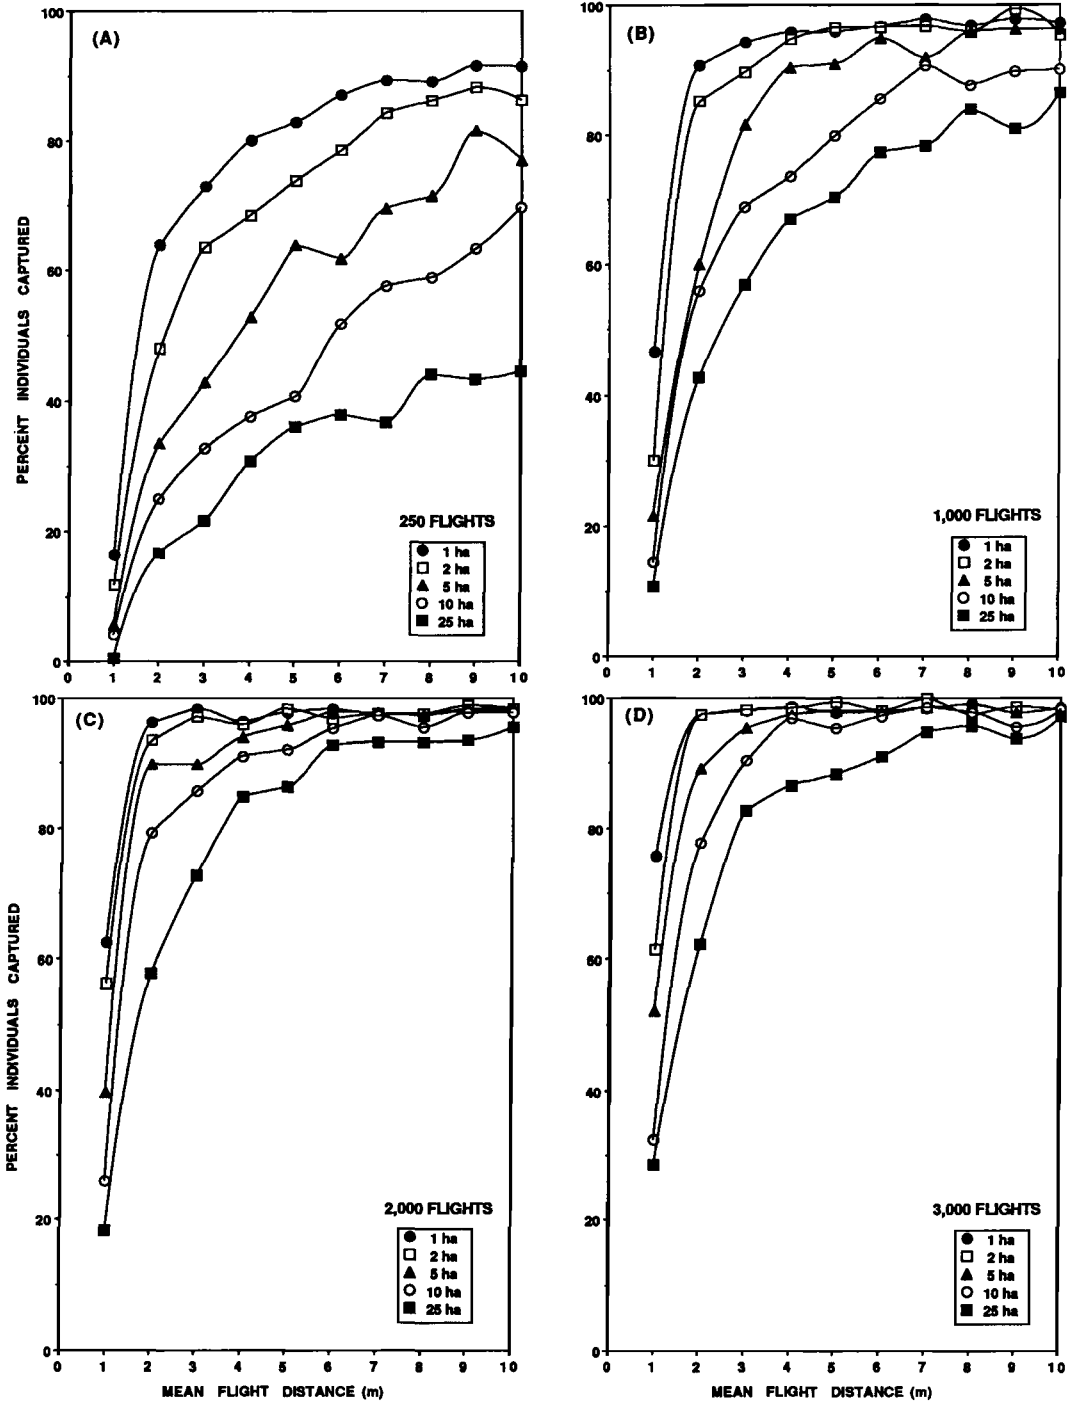 (A)
100
80
60
40
20
0
PERCENT INDIVIDUALS CAPTURED
250 FLIGHTS
1 ha
2 ha
5 ha
10 ha
25 ha
0 1 2 3 4 5 6 7 8 9 10
(B)
100
80
60
40
20
0
1,000 FLIGHTS
1 ha
2 ha
5 ha
10 ha
25 ha
0 1 2 3 4 5 6 7 8 9 10
(C)
100
80
60
40
20
0
PERCENT INDIVIDUALS CAPTURED
2,000 FLIGHTS
1 ha
2 ha
5 ha
10 ha
25 ha
0 1 2 3 4 5 6 7 8 9 10
MEAN FLIGHT DISTANCE (m)
(D)
100
80
60
40
20
0
3,000 FLIGHTS
1 ha
2 ha
5 ha
10 ha
25 ha
0 1 2 3 4 5 6 7 8 9 10
MEAN FLIGHT DISTANCE (m)